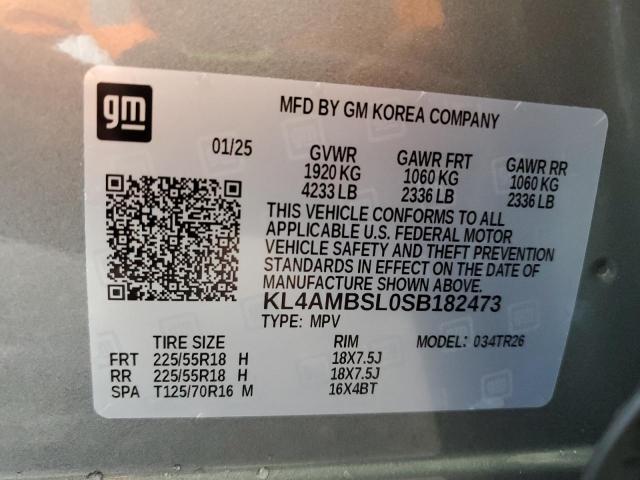 gm
MFD BY GM KOREA COMPANY
01/25 GVWR GAWR FRT GAWR RR
1920 KG 1060 KG 1060 KG
4233 LB 2336 LB 2336 LB
THIS VEHICLE CONFORMS TO ALL
APPLICABLE U.S. FEDERAL MOTOR
VEHICLE SAFETY AND THEFT PREVENTION
STANDARDS IN EFFECT ON THE DATE OF
MANUFACTURE SHOWN ABOVE.
KL4AMBSL0SB182473
TYPE: MPV
TIRE SIZE RIM MODEL: 034TR26
FRT 225/55R18 H 18X7.5J
RR 225/55R18 H 18X7.5J
SPA T125/70R16 M 16X4BT